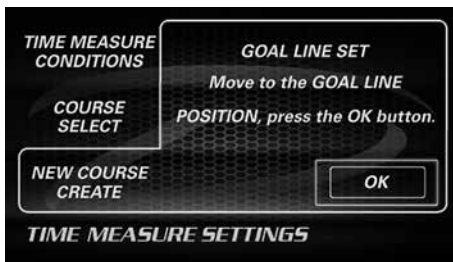 TIME MEASURE
CONDITIONS
COURSE
SELECT
NEW COURSE
CREATE
GOAL LINE SET
Move to the GOAL LINE
POSITION, press the OK button.
OK
TIME MEASURE SETTINGS